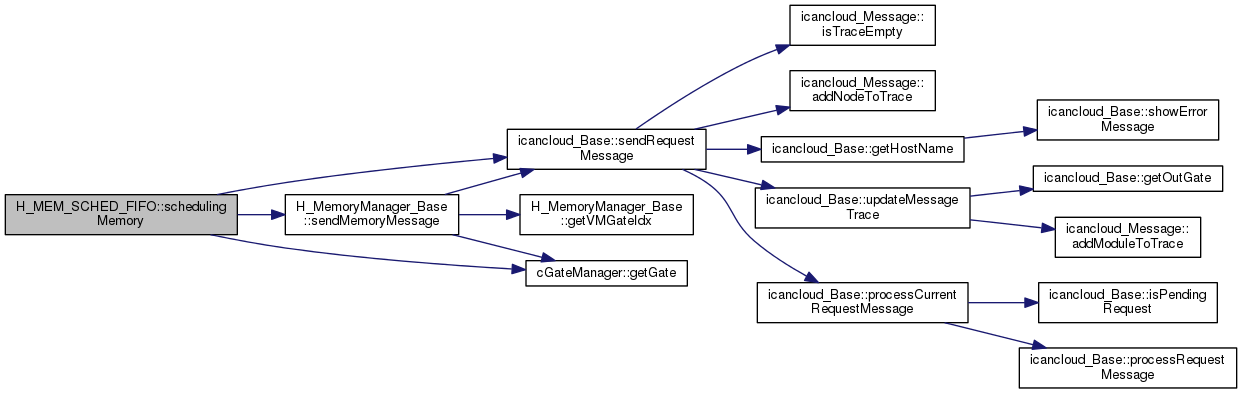 H_MEM_SCHED_FIFO::scheduling
Memory
H_MemoryManager_Base
::sendMemoryMessage
icancloud_Base::sendRequest
Message
H_MemoryManager_Base
::getVMGateIdx
cGateManager::getGate
icancloud_Message::
isTraceEmpty
icancloud_Message::
addNodeToTrace
icancloud_Base::getHostName
icancloud_Base::updateMessage
Trace
icancloud_Base::processCurrent
RequestMessage
icancloud_Base::showError
Message
icancloud_Base::getOutGate
icancloud_Message::
addModuleToTrace
icancloud_Base::isPending
Request
icancloud_Base::processRequest
Message